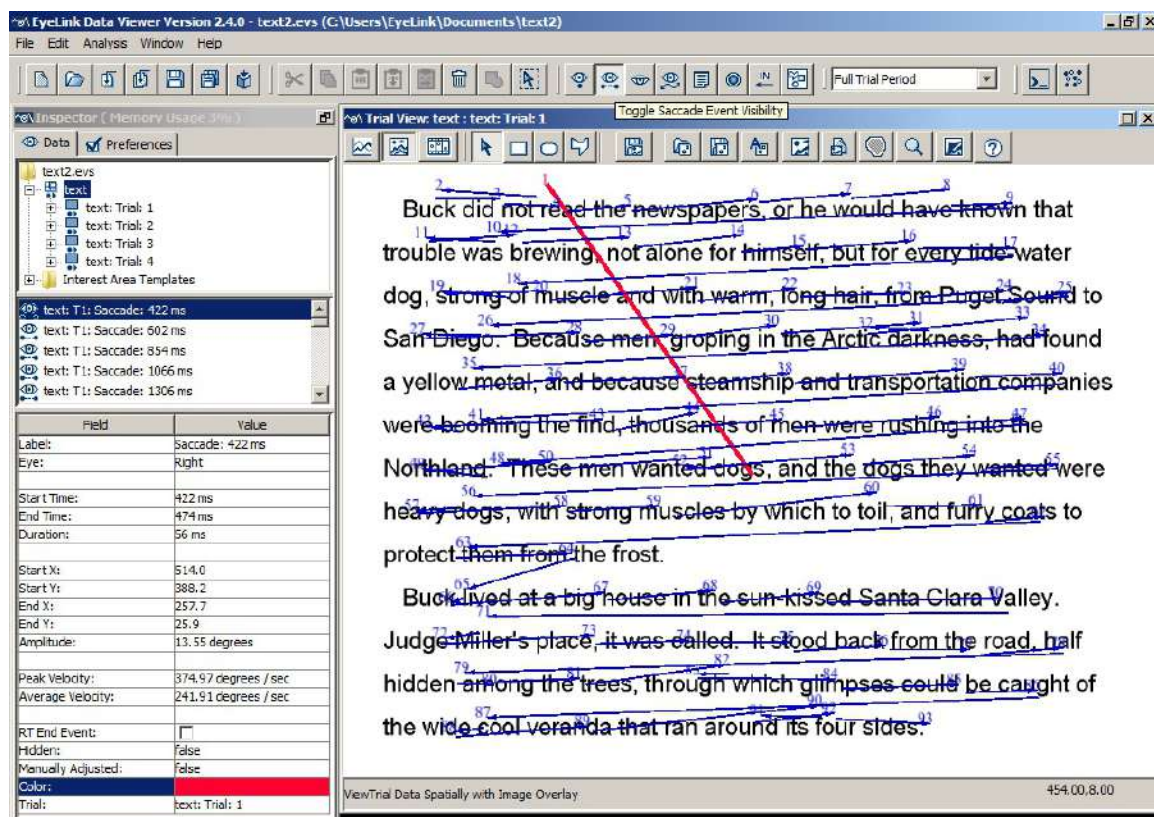 EyeLink Data Viewer Version 2.4.0 - text2.evs (C:\Users\EyeLink\Documents\text2)
File Edit Analysis Window Help
Full Trial Period
Toggle Saccade Event Visibility
Inspector ( Memory Usage 3% )
Data Preferences
text2.evs
text
text: Trial: 1
text: Trial: 2
text: Trial: 3
text: Trial: 4
Interest Area Templates
text: T1: Saccade: 422 ms
text: T1: Saccade: 602 ms
text: T1: Saccade: 854 ms
text: T1: Saccade: 1066 ms
text: T1: Saccade: 1306 ms
Field Value
Label: Saccade: 422 ms
Eye: Right
Start Time: 422 ms
End Time: 474 ms
Duration: 56 ms
Start X: 514.0
Start Y: 388.2
End X: 257.7
End Y: 25.9
Amplitude: 13.55 degrees
Peak Velocity: 374.97 degrees / sec
Average Velocity: 241.91 degrees / sec
RT End Event:
Hidden: false
Manually Adjusted: false
Color:
Trial: text: Trial: 1
Trial View: text : text: Trial: 1
Buck did not read the newspapers, or he would have known that
trouble was brewing, not alone for himself, but for every tide-water
dog, strong of muscle and with warm, long hair, from Puget Sound to
San Diego. Because men, groping in the Arctic darkness, had found
a yellow metal, and because steamship and transportation companies
were booming the find, thousands of men were rushing into the
Northland. These men wanted dogs, and the dogs they wanted were
heavy dogs, with strong muscles by which to toil, and furry coats to
protect them from the frost.
Buck lived at a big house in the sun-kissed Santa Clara Valley.
Judge Miller's place, it was called. It stood back from the road, half
hidden among the trees, through which glimpses could be caught of
the wide cool veranda that ran around its four sides.
ViewTrial Data Spatially with Image Overlay
454.00,8.00